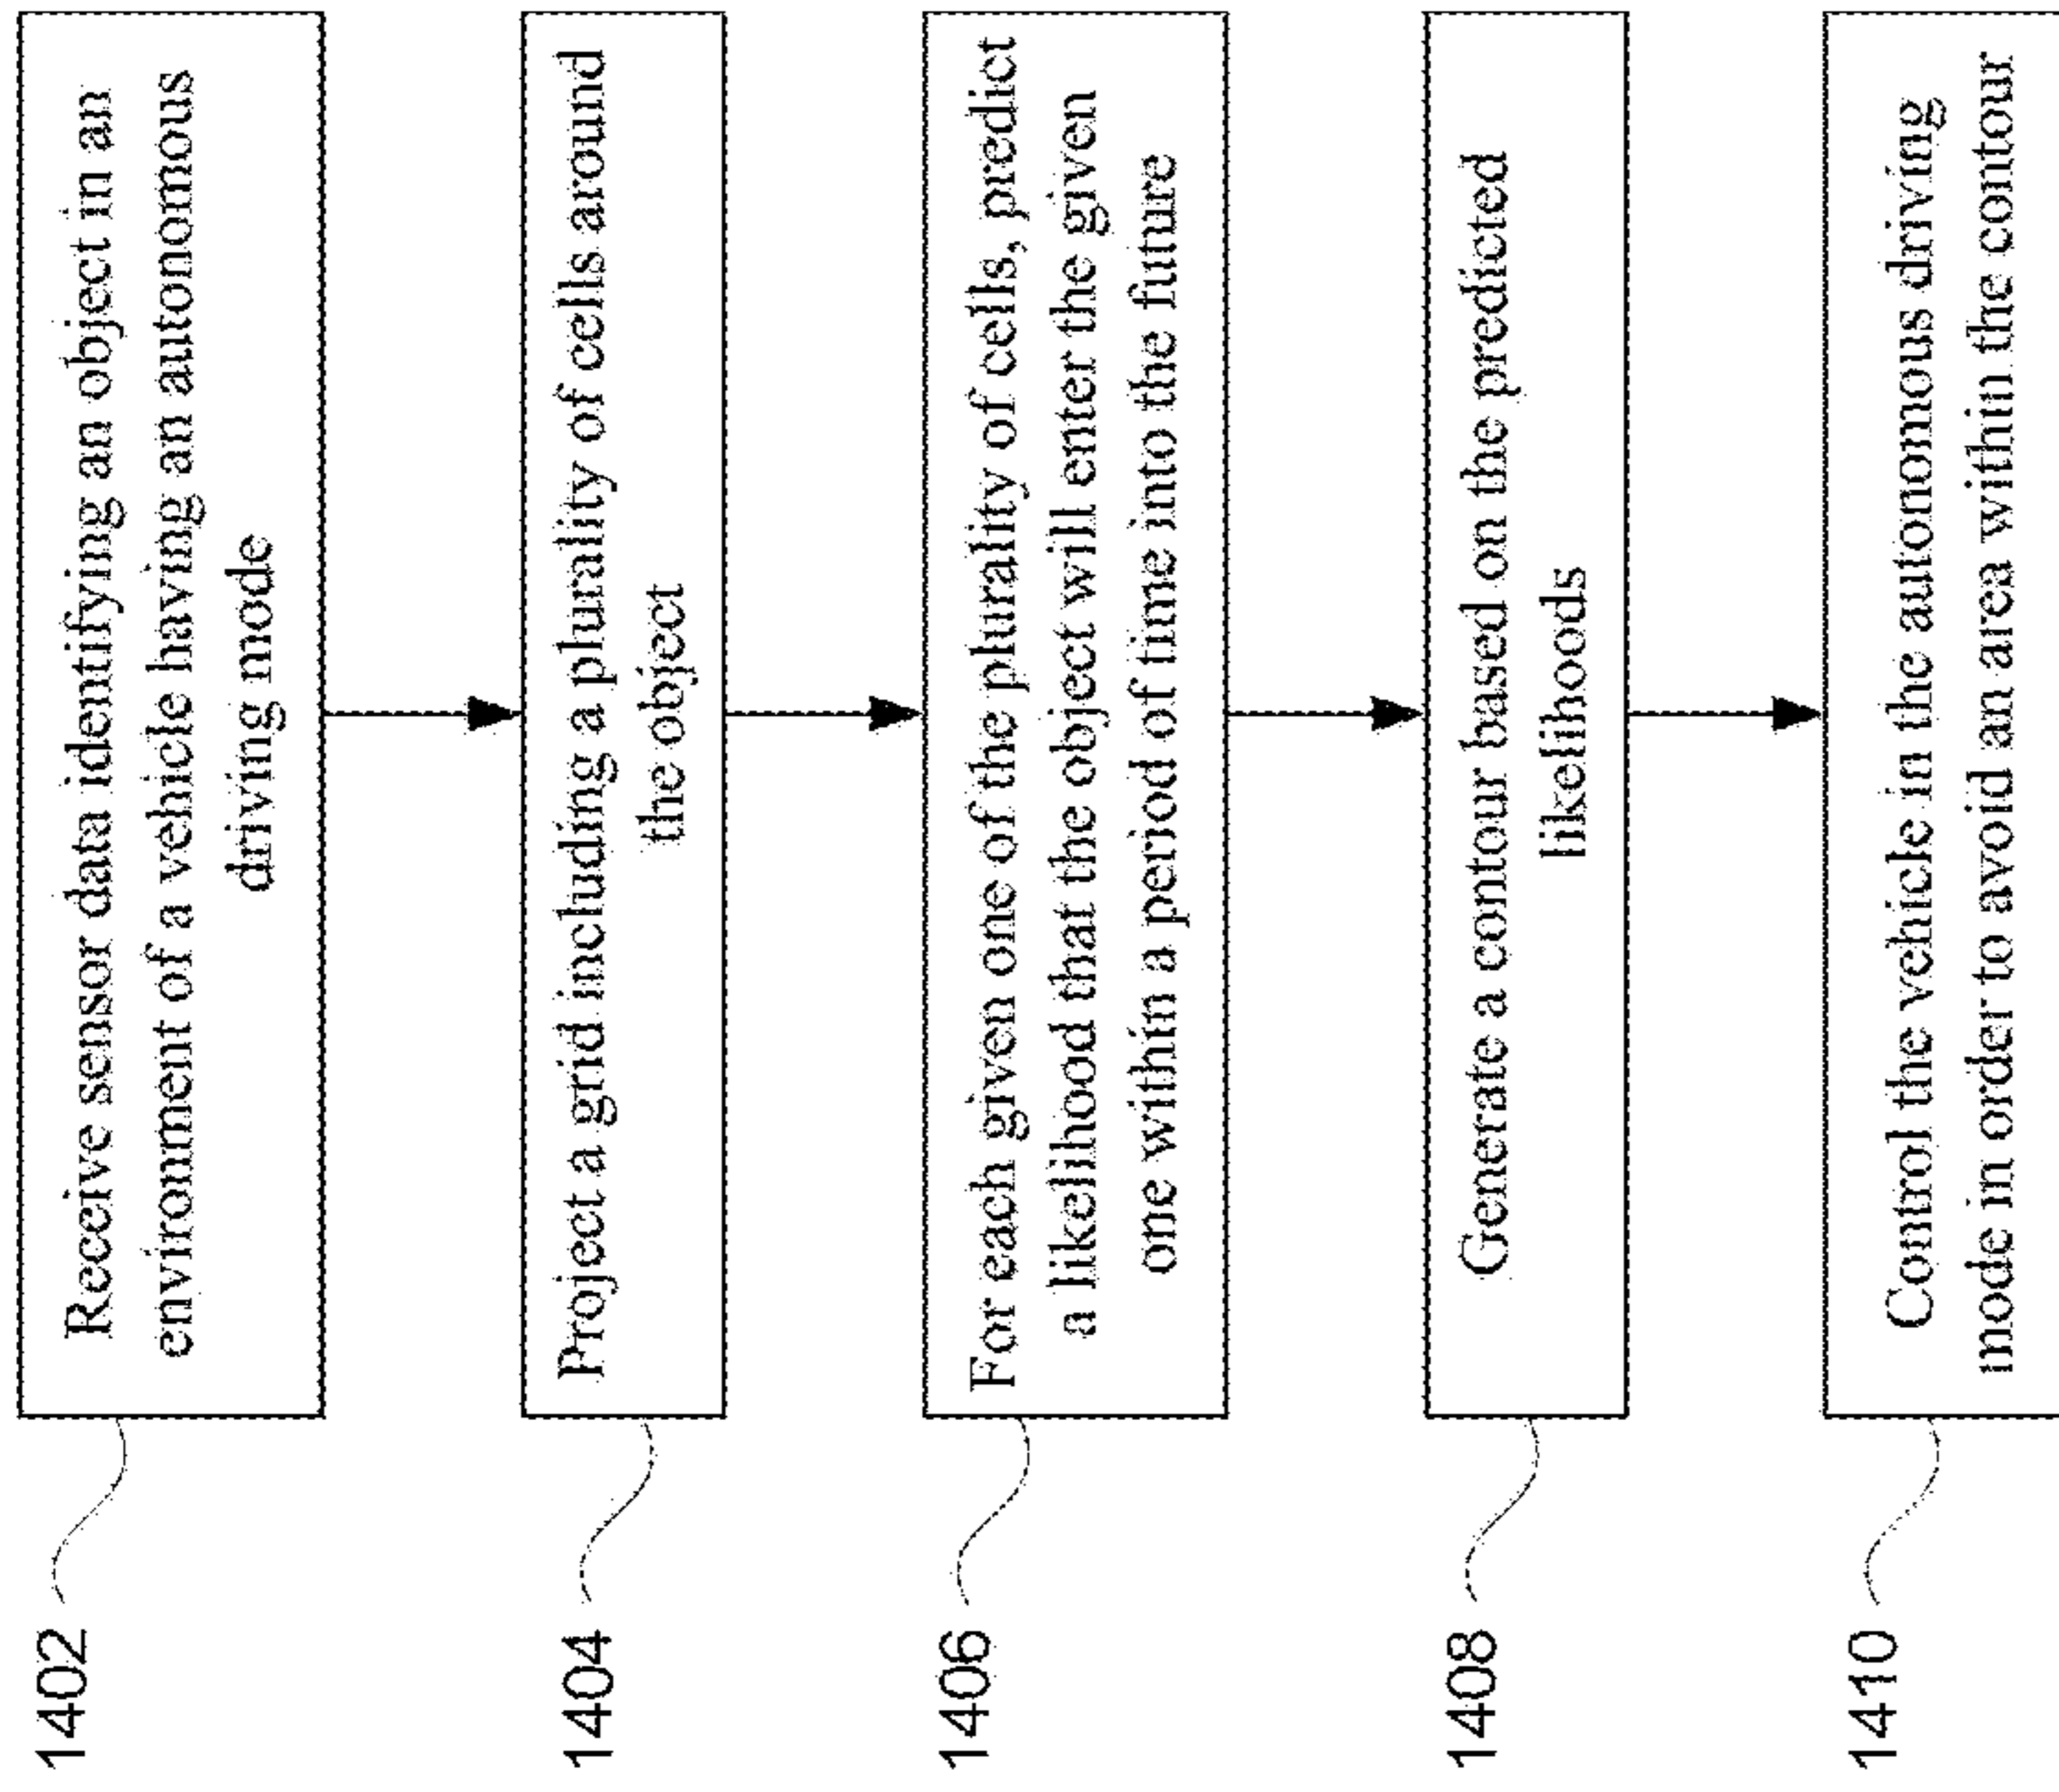 1402
Receive sensor data identifying an object in an
environment of a vehicle having an autonomous
driving mode
1404
Project a grid including a plurality of cells around
the object
1406
For each given one of the plurality of cells, predict
a likelihood that the object will enter the given
one within a period of time into the future
1408
Generate a contour based on the predicted
likelihoods
1410
Control the vehicle in the autonomous driving
mode in order to avoid an area within the contour